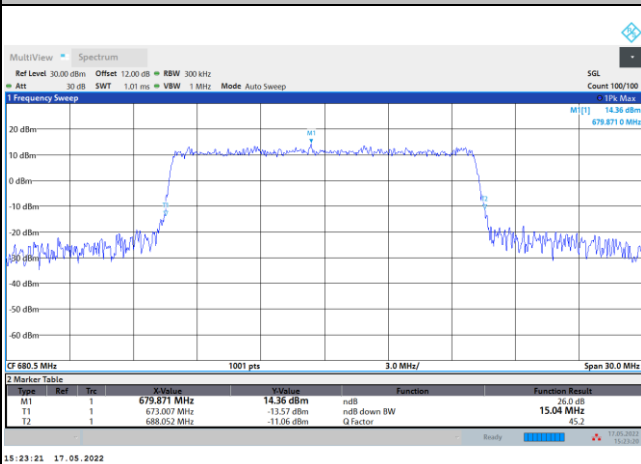 MultiView Spectrum
Ref Level 30.00 dBm Offset 12.00 dB RBW 300 kHz SGL
Att 30 dB SWT 1.01 ms VBW 1 MHz Mode Auto Sweep Count 100/100
1 Frequency Sweep 1Pk Max
M1[1] 14.36 dBm
679.871 0 MHz
M1
20 dBm
10 dBm
0 dBm
-10 dBm
T1
T2
-20 dBm
-30 dBm
-40 dBm
-50 dBm
-60 dBm
CF 680.5 MHz 1001 pts 3.0 MHz/ Span 30.0 MHz
2 Marker Table
Type Ref Trc X-Value Y-Value Function Function Result
M1 1 679.871 MHz 14.36 dBm ndB 26.0 dB
T1 1 673.007 MHz -13.57 dBm ndB down BW 15.04 MHz
T2 1 688.052 MHz -11.06 dBm Q Factor 45.2
Ready 17.05.2022
15:23:20
15:23:21 17.05.2022